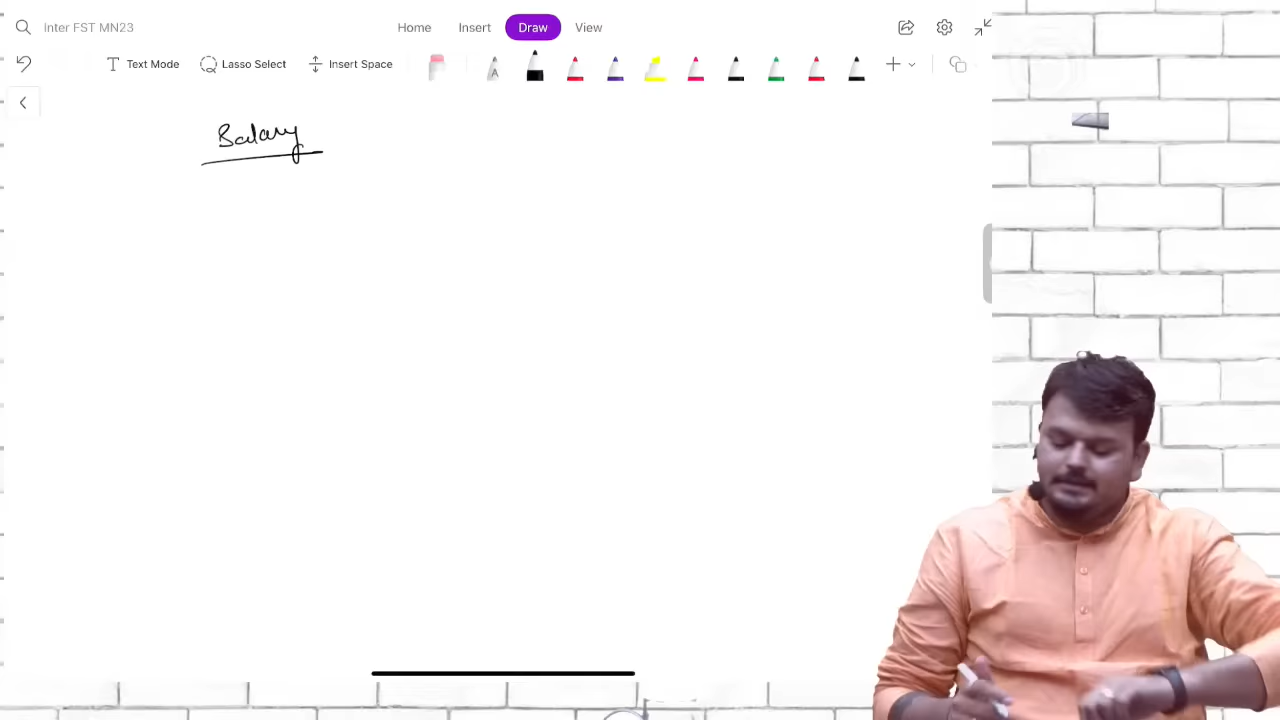 Inter FST MN23
Home
Insert
Draw
View
Text Mode
Lasso Select
Insert Space
A
Salary